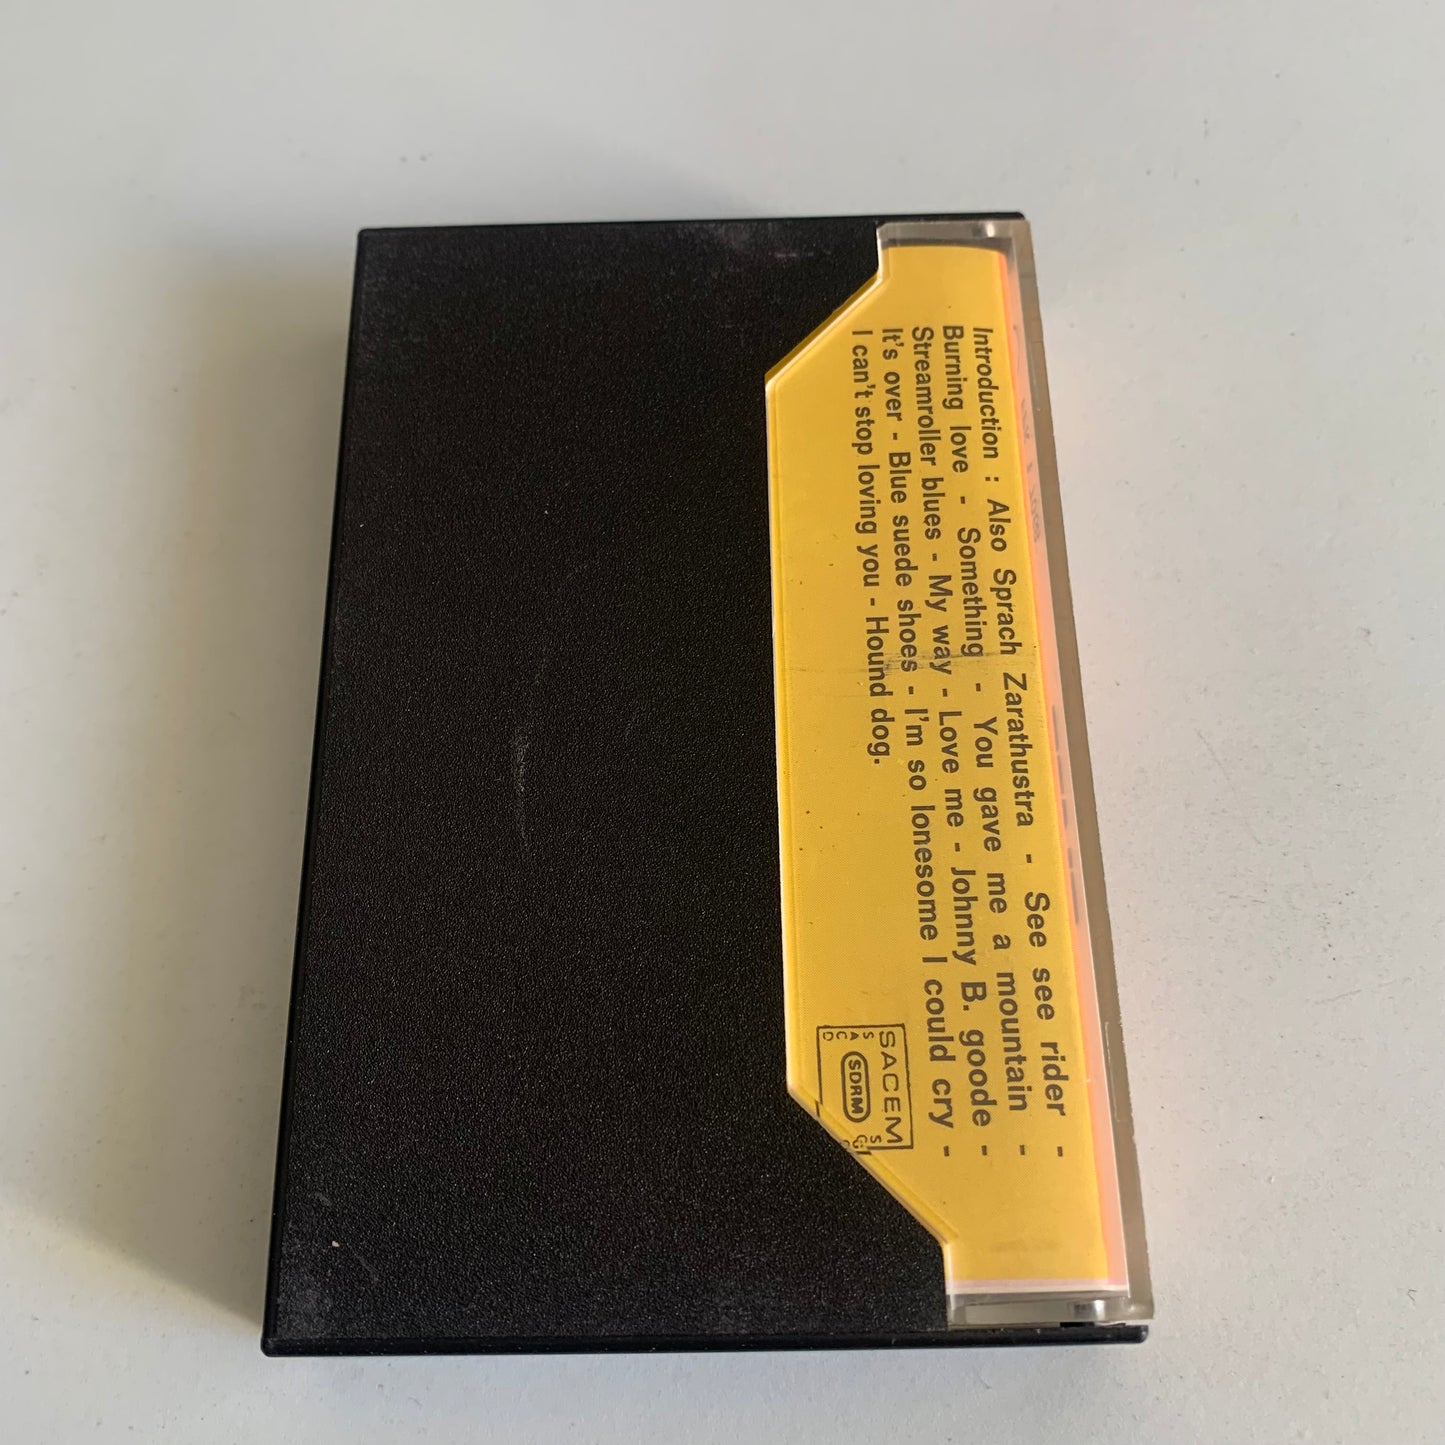 Introduction : Also Sprach Zarathustra - See see rider -
Burning love - Something - You gave me a mountain -
Streamroller blues - My way - Love me - Johnny B. goode -
It's over - Blue suede shoes - I'm so lonesome I could cry -
I can't stop loving you - Hound dog.
SACEM
SDRM
SACD